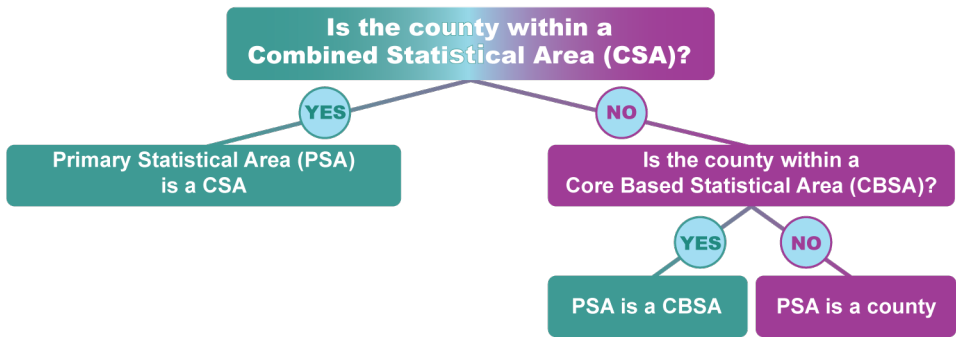 Is the county within a
Combined Statistical Area (CSA)?
YES
NO
Primary Statistical Area (PSA)
is a CSA
Is the county within a
Core Based Statistical Area (CBSA)?
YES
NO
PSA is a CBSA
PSA is a county